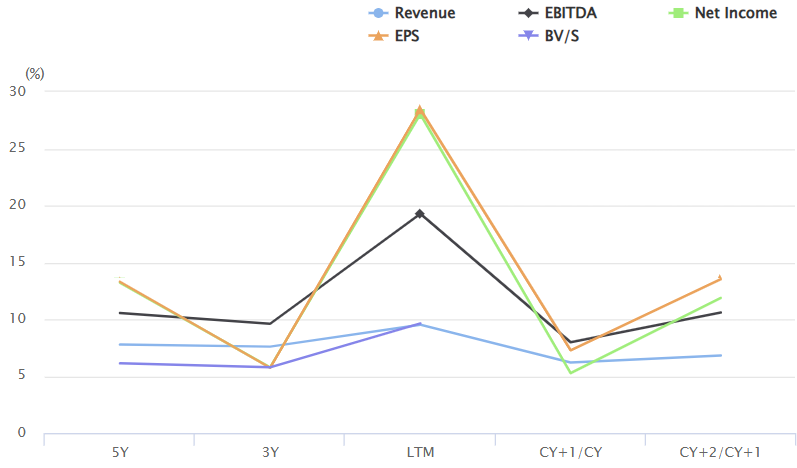 Revenue EBITDA Net Income
EPS BV/S
(%)
30
25
20
15
10
5
0
5Y 3Y LTM CY+1/CY CY+2/CY+1